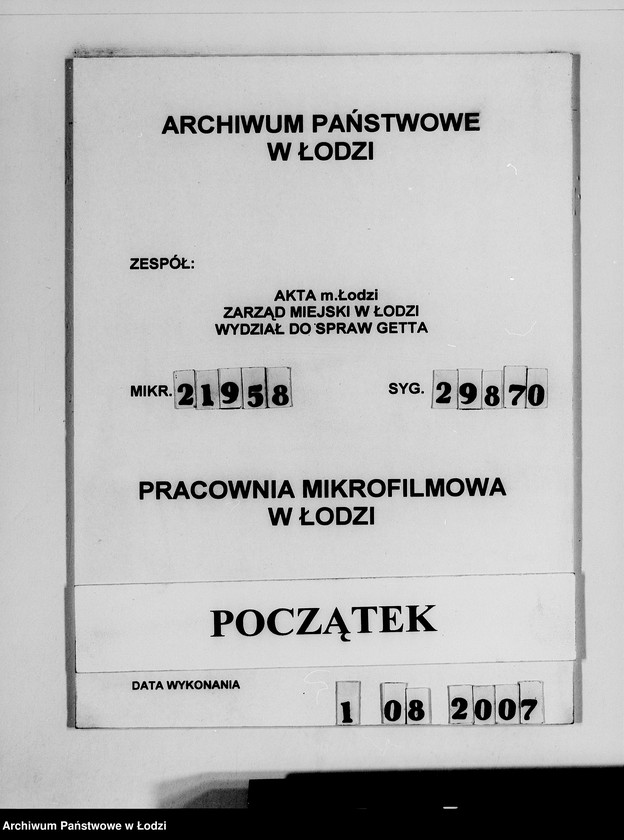 ARCHIWUM PAŃSTWOWE
W ŁODZI
ZESPÓŁ:
AKTA m.Łodzi
ZARZĄD MIEJSKI W ŁODZI
WYDZIAŁ DO SPRAW GETTA
MIKR. 21958 SYG. 29870
PRACOWNIA MIKROFILMOWA
W ŁODZI
POCZĄTEK
DATA WYKONANIA
1 08 2007
Archiwum Państwowe w Łodzi